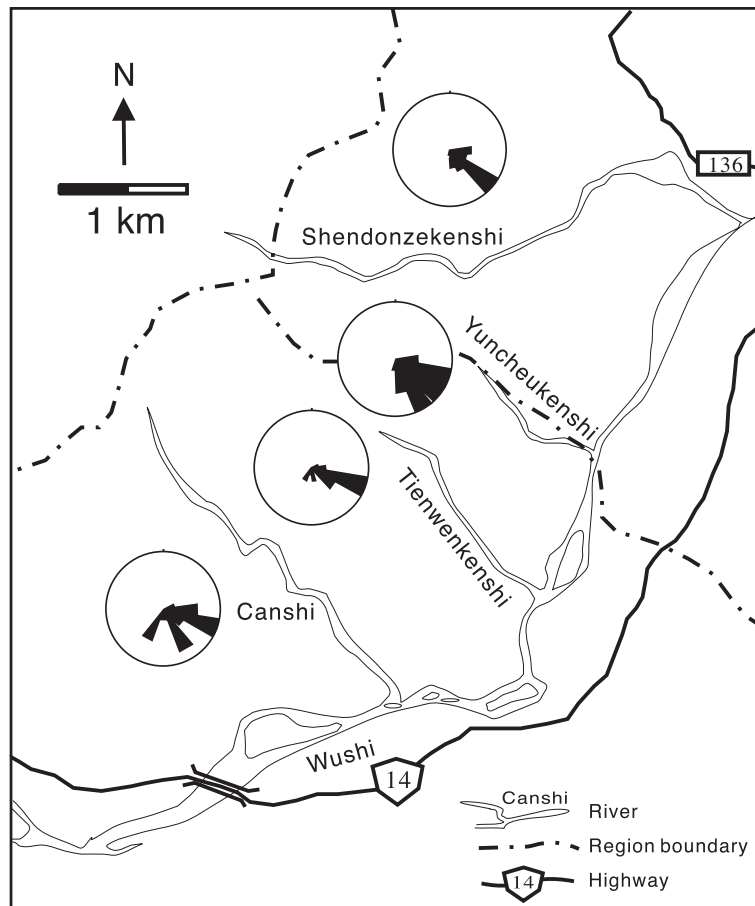 N
1 km
136
Shendonzekenshi
Yuncheukenshi
Tienwenkenshi
Canshi
Wushi
14
Canshi
River
Region boundary
14
Highway